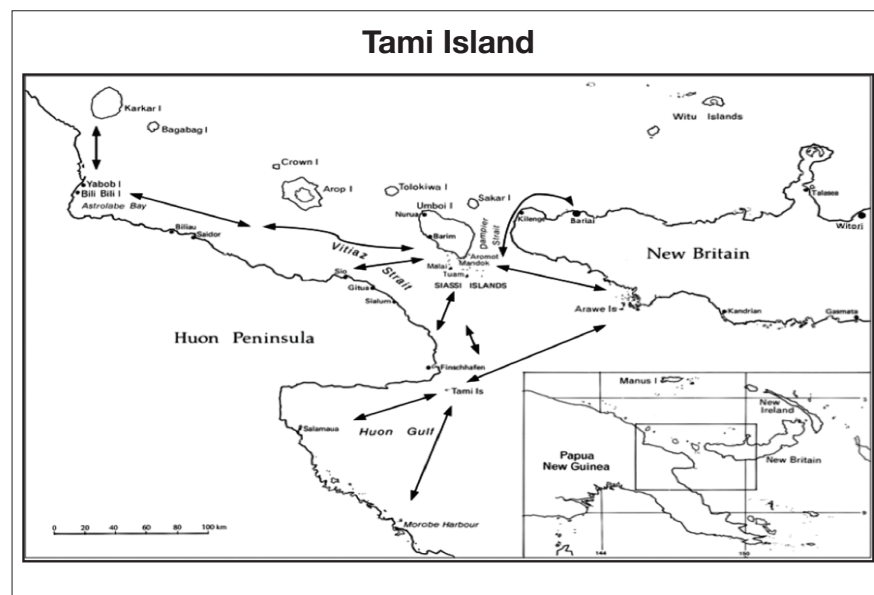 Tami Island
Karkar I
Bagabag I
Witu Islands
Crown I
Arop I
Tolokiwa I
Sakar I
Umboi I
Yabob I
Bili Bili I
Astrolabe Bay
Talasea
Nurua
Kilenge
Bariai
Witori
Biliau
Saidor
Barim
Dampier
Strait
Vitiaz
Strait
New Britain
Aromot
Malai
Mandok
Tuam
Sio
SIASSI ISLANDS
Gitua
Sialum
Arawe Is
Kandrian
Gasmata
Huon Peninsula
Finschhafen
Tami Is
Salamaua
Huon Gulf
Morobe Harbour
0 20 40 60 80 100 km
Manus I
New
Ireland
Papua
New Guinea
New Britain
144
150